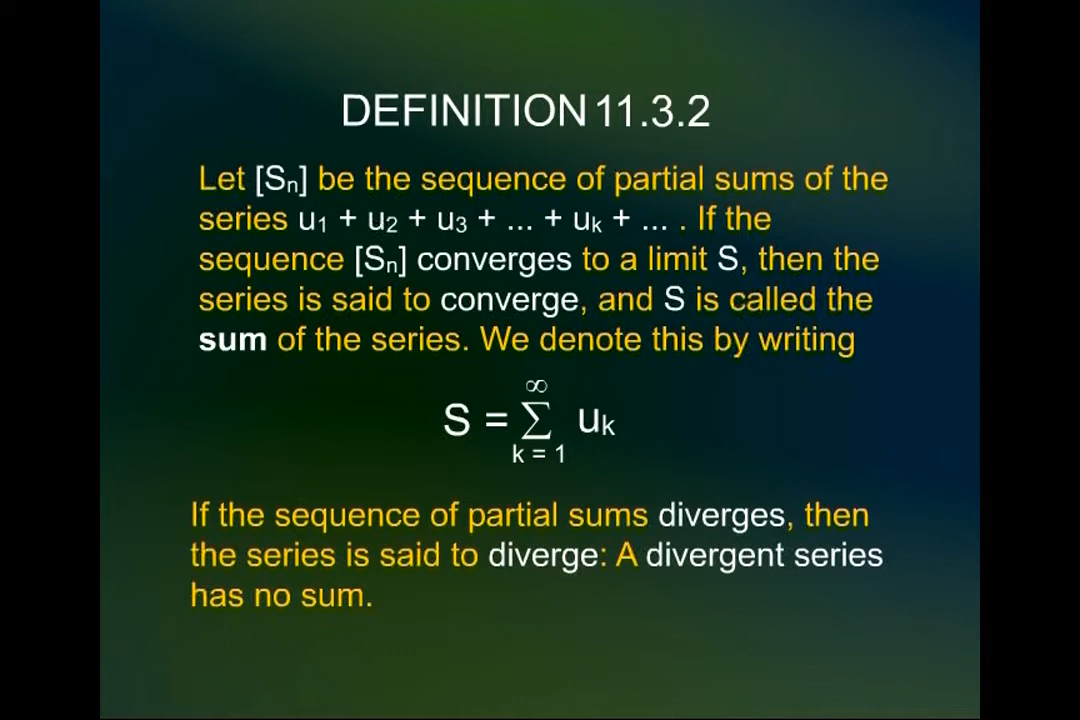 DEFINITION 11.3.2
Let [Sn] be the sequence of partial sums of the
series u1 + u2 + u3 + ... + uk + ... . If the
sequence [Sn] converges to a limit S, then the
series is said to converge, and S is called the
sum of the series. We denote this by writing
∞
S = ∑ uk
k = 1
If the sequence of partial sums diverges, then
the series is said to diverge: A divergent series
has no sum.